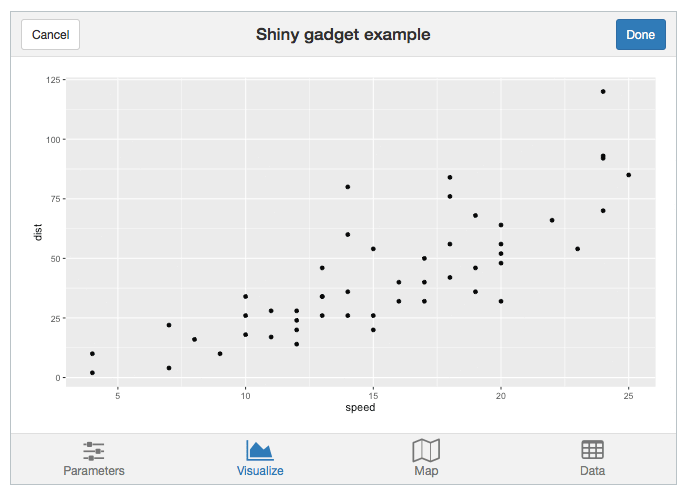 Cancel Shiny gadget example Done
125
100
75
50
25
0
dist
5 10 15 20 25
speed
Parameters Visualize Map Data